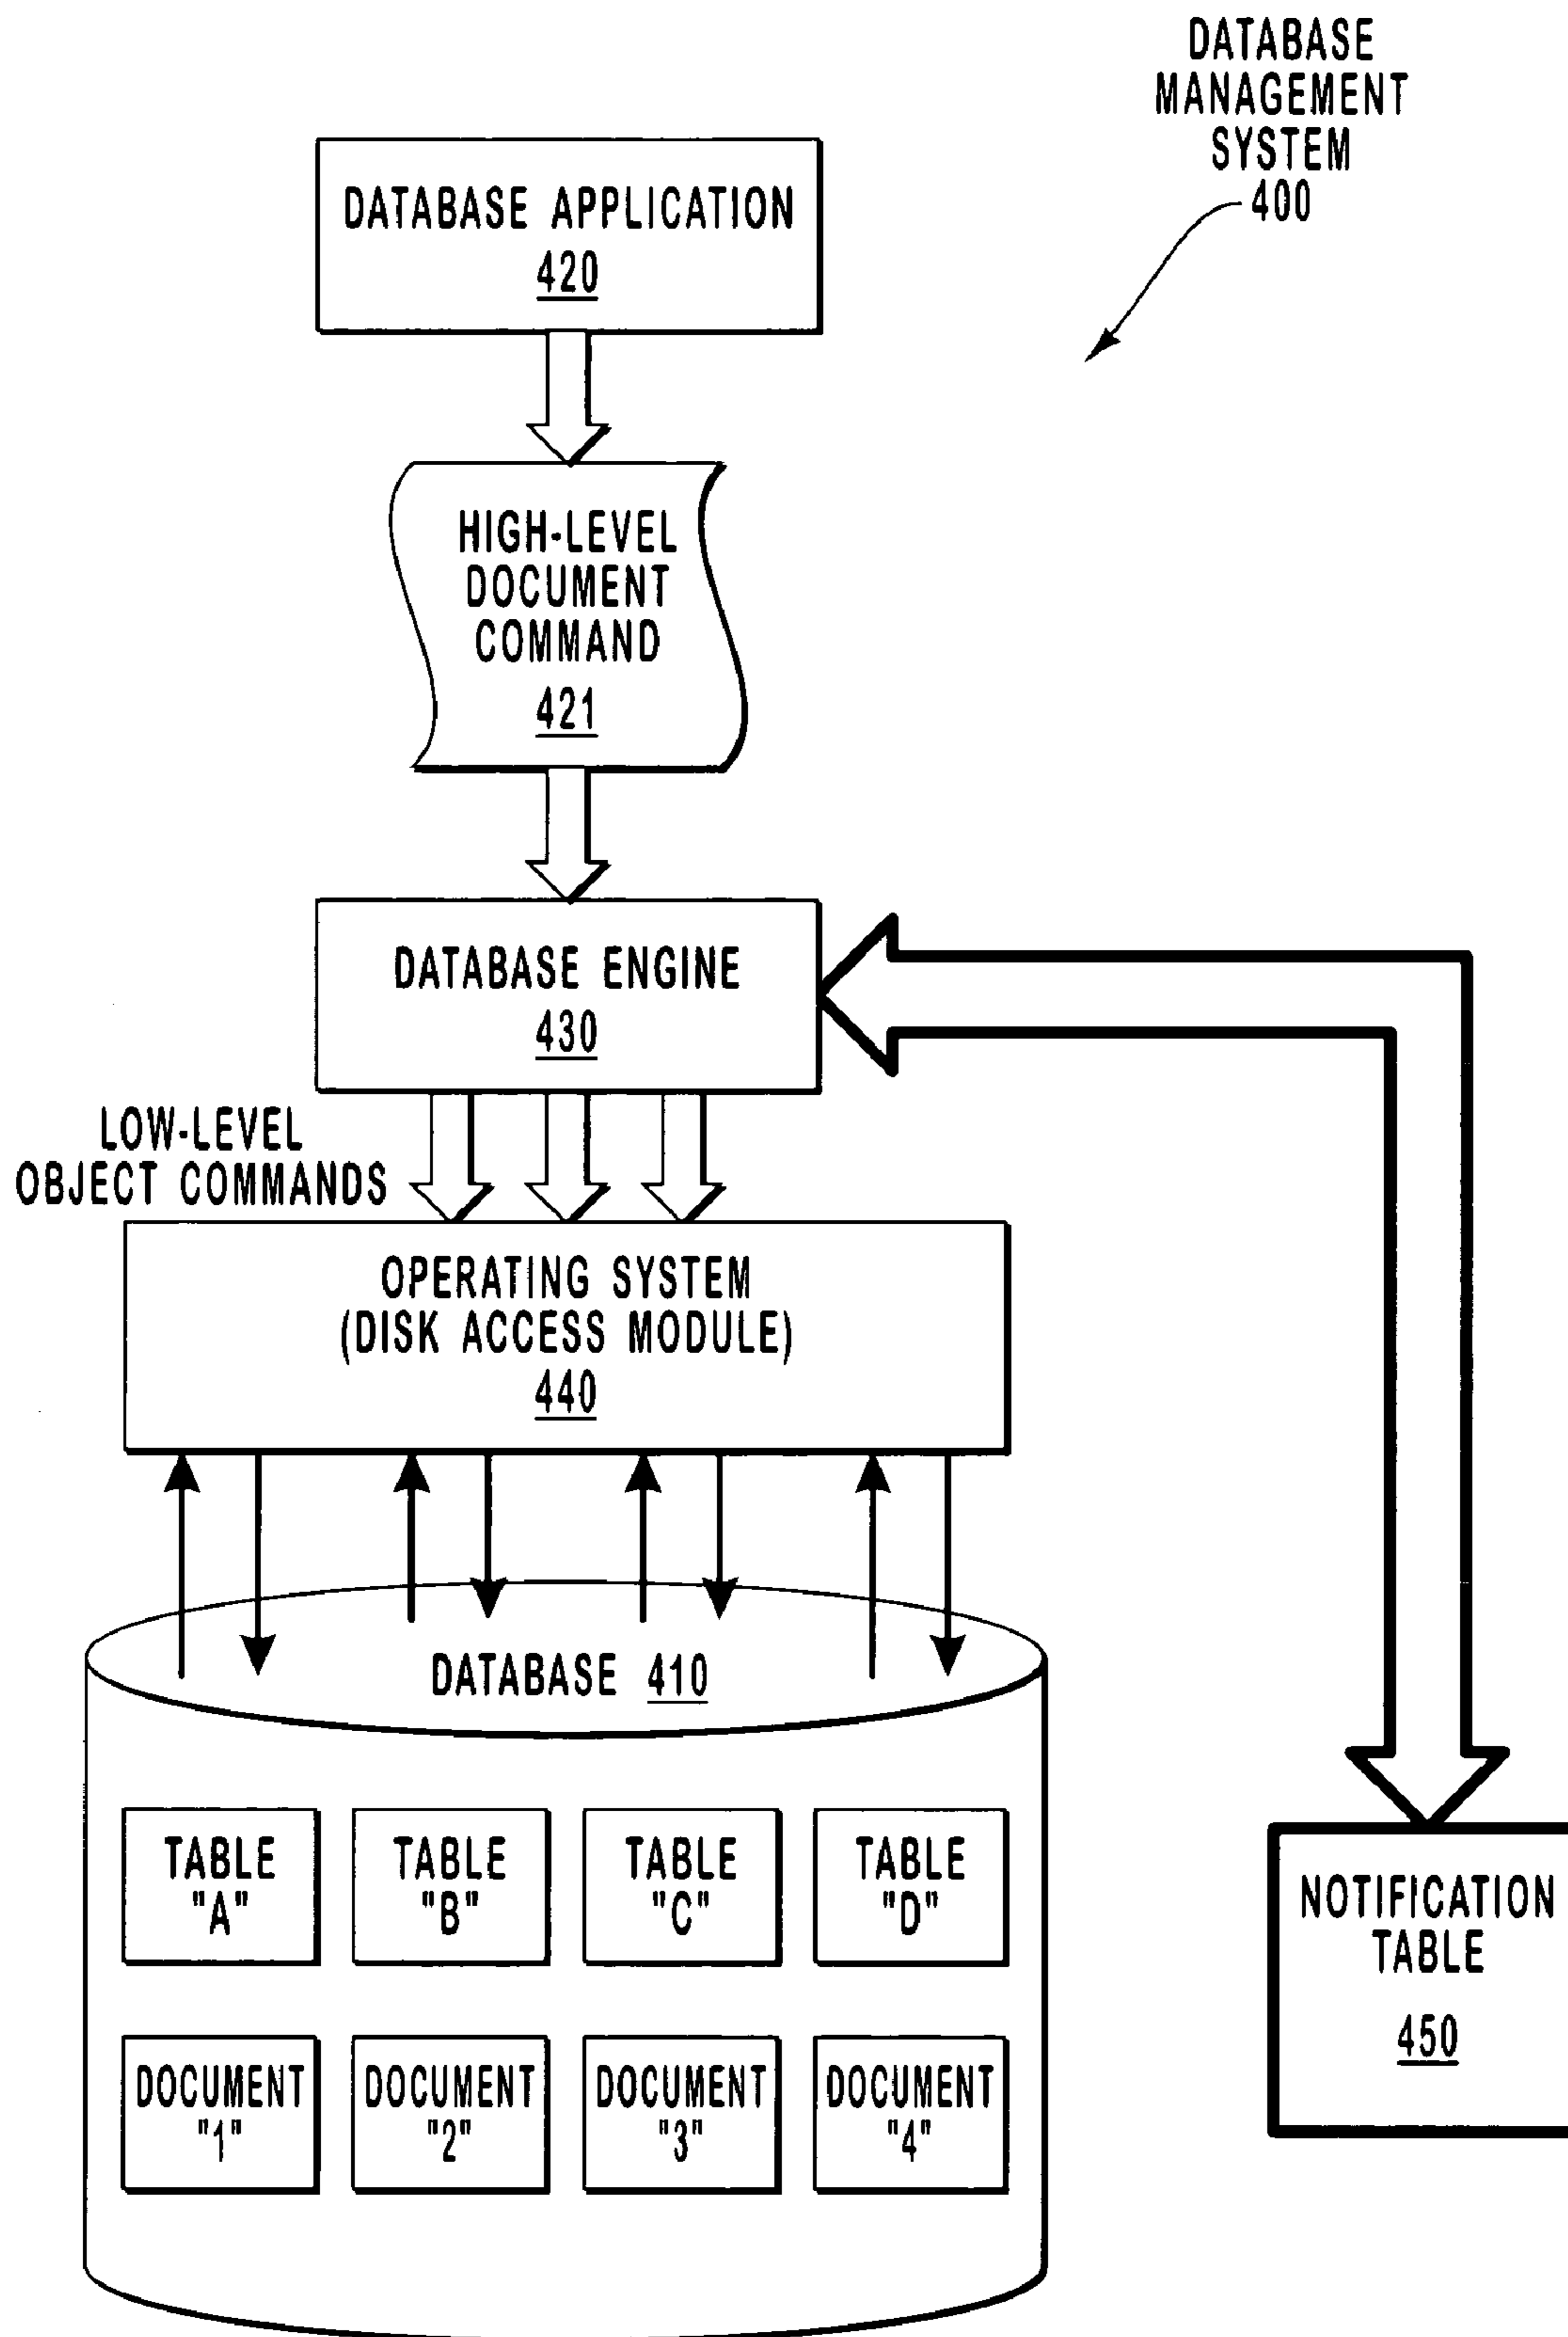 DATABASE
MANAGEMENT
SYSTEM
400
DATABASE APPLICATION
420
HIGH-LEVEL
DOCUMENT
COMMAND
421
DATABASE ENGINE
430
LOW-LEVEL
OBJECT COMMANDS
OPERATING SYSTEM
(DISK ACCESS MODULE)
440
DATABASE 410
TABLE
"A"
TABLE
"B"
TABLE
"C"
TABLE
"D"
NOTIFICATION
TABLE
450
DOCUMENT
"1"
DOCUMENT
"2"
DOCUMENT
"3"
DOCUMENT
"4"